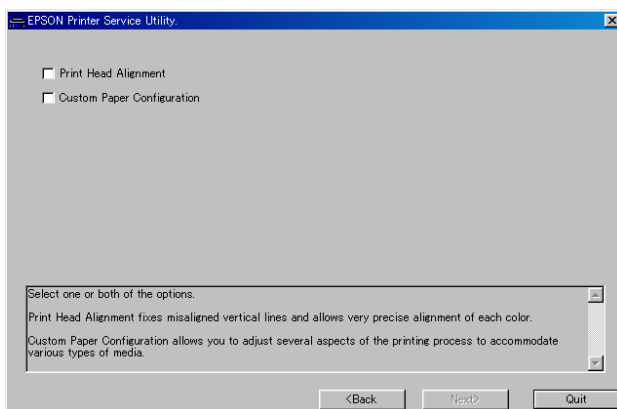 EPSON Printer Service Utility.
Print Head Alignment
Custom Paper Configuration
Select one or both of the options.
Print Head Alignment fixes misaligned vertical lines and allows very precise alignment of each color.
Custom Paper Configuration allows you to adjust several aspects of the printing process to accommodate
various types of media.
<Back Next> Quit